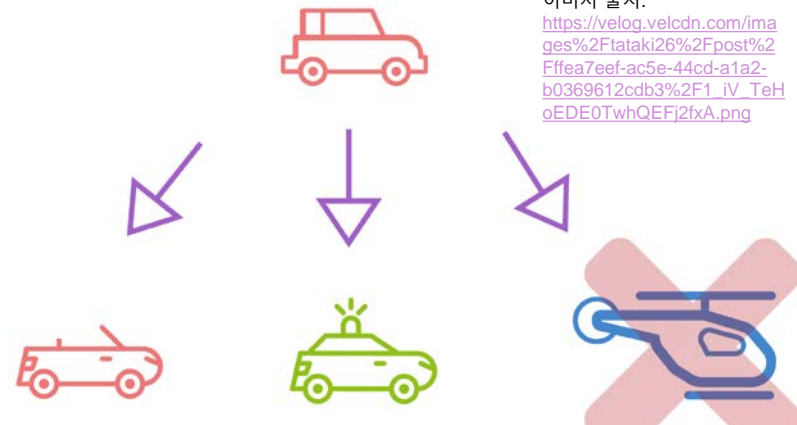 이미지 출처:
https://velog.velcdn.com/ima
ges%2Ftataki26%2Fpost%2
Fffea7eef-ac5e-44cd-a1a2-
b0369612cdb3%2F1_iV_TeH
oEDE0TwhQEFj2fxA.png